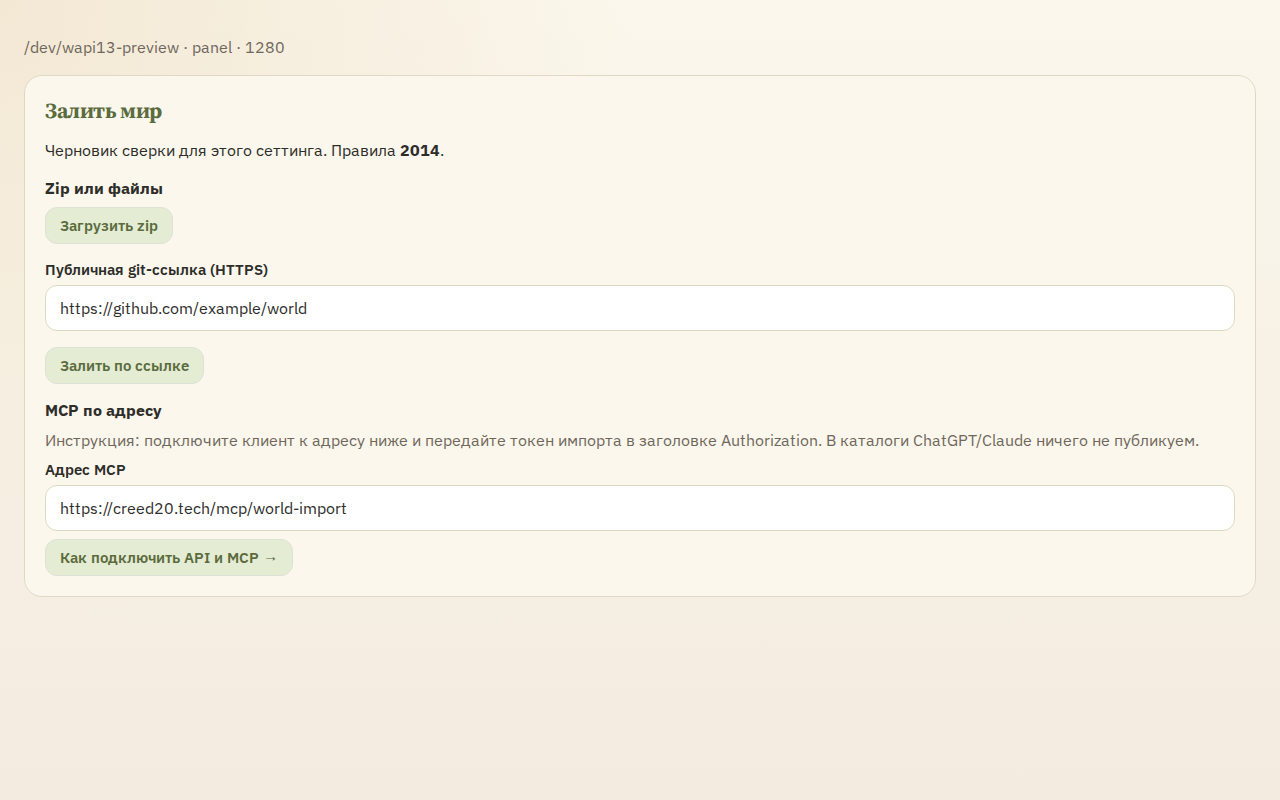 /dev/wapi13-preview · panel · 1280
Залить мир
Черновик сверки для этого сеттинга. Правила 2014.
Zip или файлы
Загрузить zip
Публичная git-ссылка (HTTPS)
https://github.com/example/world
Залить по ссылке
MCP по адресу
Инструкция: подключите клиент к адресу ниже и передайте токен импорта в заголовке Authorization. В каталоги ChatGPT/Claude ничего не публикуем.
Адрес MCP
https://creed20.tech/mcp/world-import
Как подключить API и MCP →